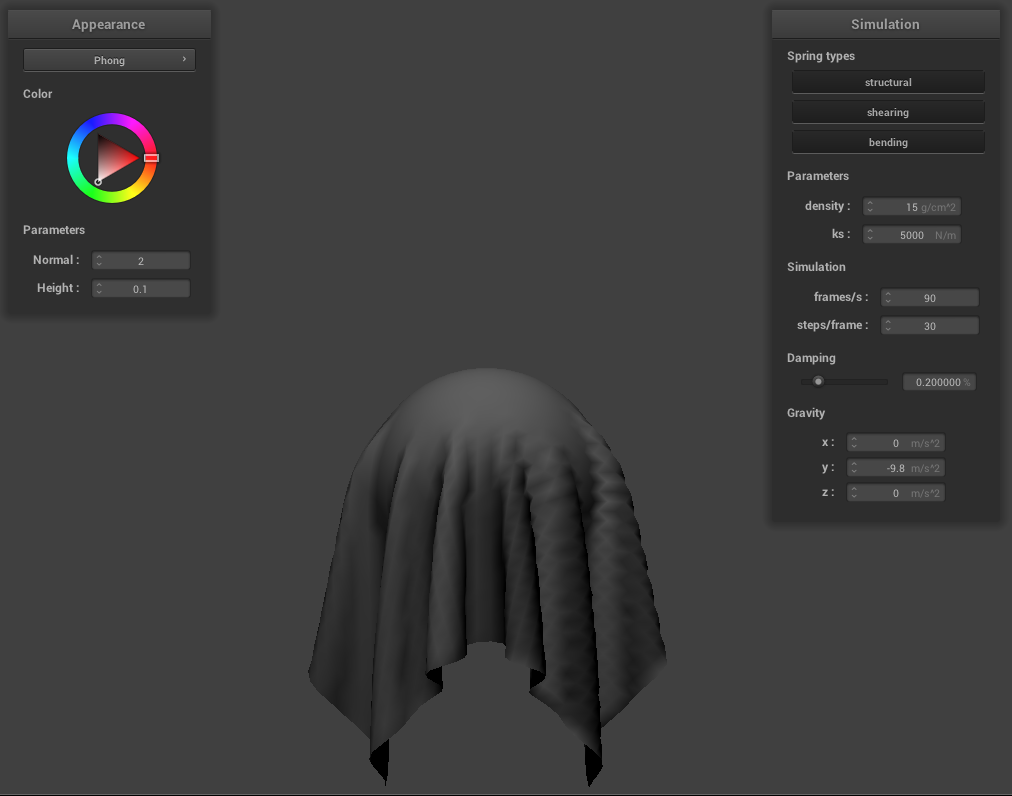 Appearance
Phong ›
Color
Parameters
Normal : 2
Height : 0.1
Simulation
Spring types
structural
shearing
bending
Parameters
density : 15 g/cm^2
ks : 5000 N/m
Simulation
frames/s : 90
steps/frame : 30
Damping
0.200000 %
Gravity
x : 0 m/s^2
y : -9.8 m/s^2
z : 0 m/s^2